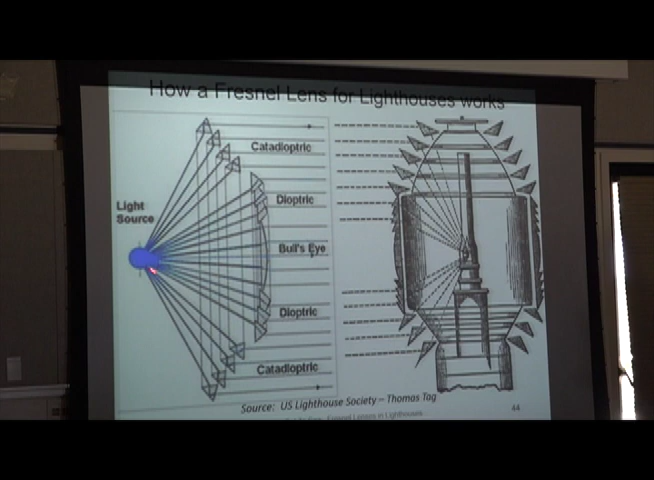 How a Fresnel Lens for Lighthouses works
Catadioptric
Dioptric
Light
Source
Bull's Eye
Dioptric
Catadioptric
Source: US Lighthouse Society – Thomas Tag
Fresnel Lenses in Lighthouses
44